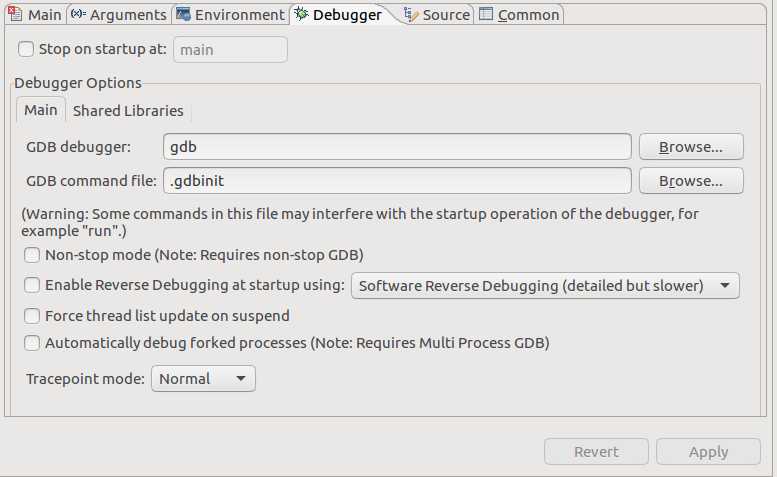 Main (x)= Arguments Environment Debugger Source Common
Stop on startup at: main
Debugger Options
Main Shared Libraries
GDB debugger: gdb Browse...
GDB command file: .gdbinit Browse...
(Warning: Some commands in this file may interfere with the startup operation of the debugger, for
example "run".)
Non-stop mode (Note: Requires non-stop GDB)
Enable Reverse Debugging at startup using: Software Reverse Debugging (detailed but slower)
Force thread list update on suspend
Automatically debug forked processes (Note: Requires Multi Process GDB)
Tracepoint mode: Normal
Revert Apply